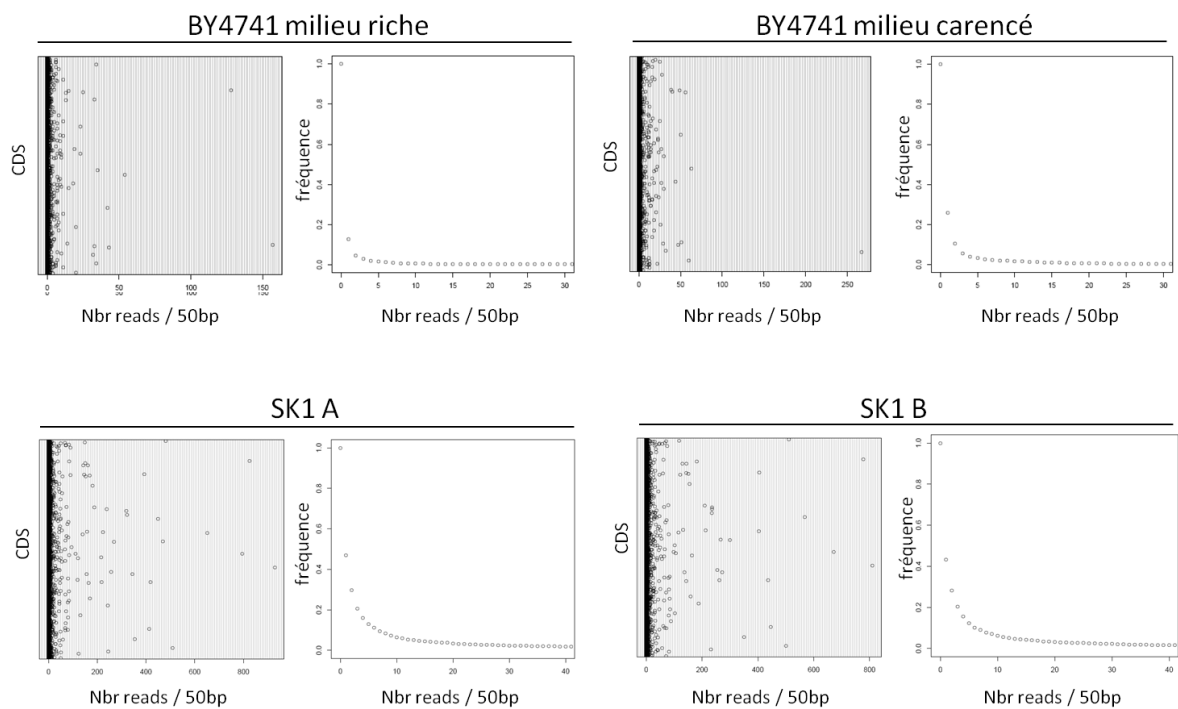 BY4741 milieu riche
BY4741 milieu carencé
CDS
0 50 100 150
Nbr reads / 50bp
fréquence
0.0 0.2 0.4 0.6 0.8 1.0
0 5 10 15 20 25 30
Nbr reads / 50bp
CDS
0 50 100 150 200 250
Nbr reads / 50bp
fréquence
0.0 0.2 0.4 0.6 0.8 1.0
0 5 10 15 20 25 30
Nbr reads / 50bp
SK1 A
SK1 B
CDS
0 200 400 600 800
Nbr reads / 50bp
fréquence
0.0 0.2 0.4 0.6 0.8 1.0
0 10 20 30 40
Nbr reads / 50bp
CDS
0 200 400 600 800
Nbr reads / 50bp
fréquence
0.0 0.2 0.4 0.6 0.8 1.0
0 10 20 30 40
Nbr reads / 50bp